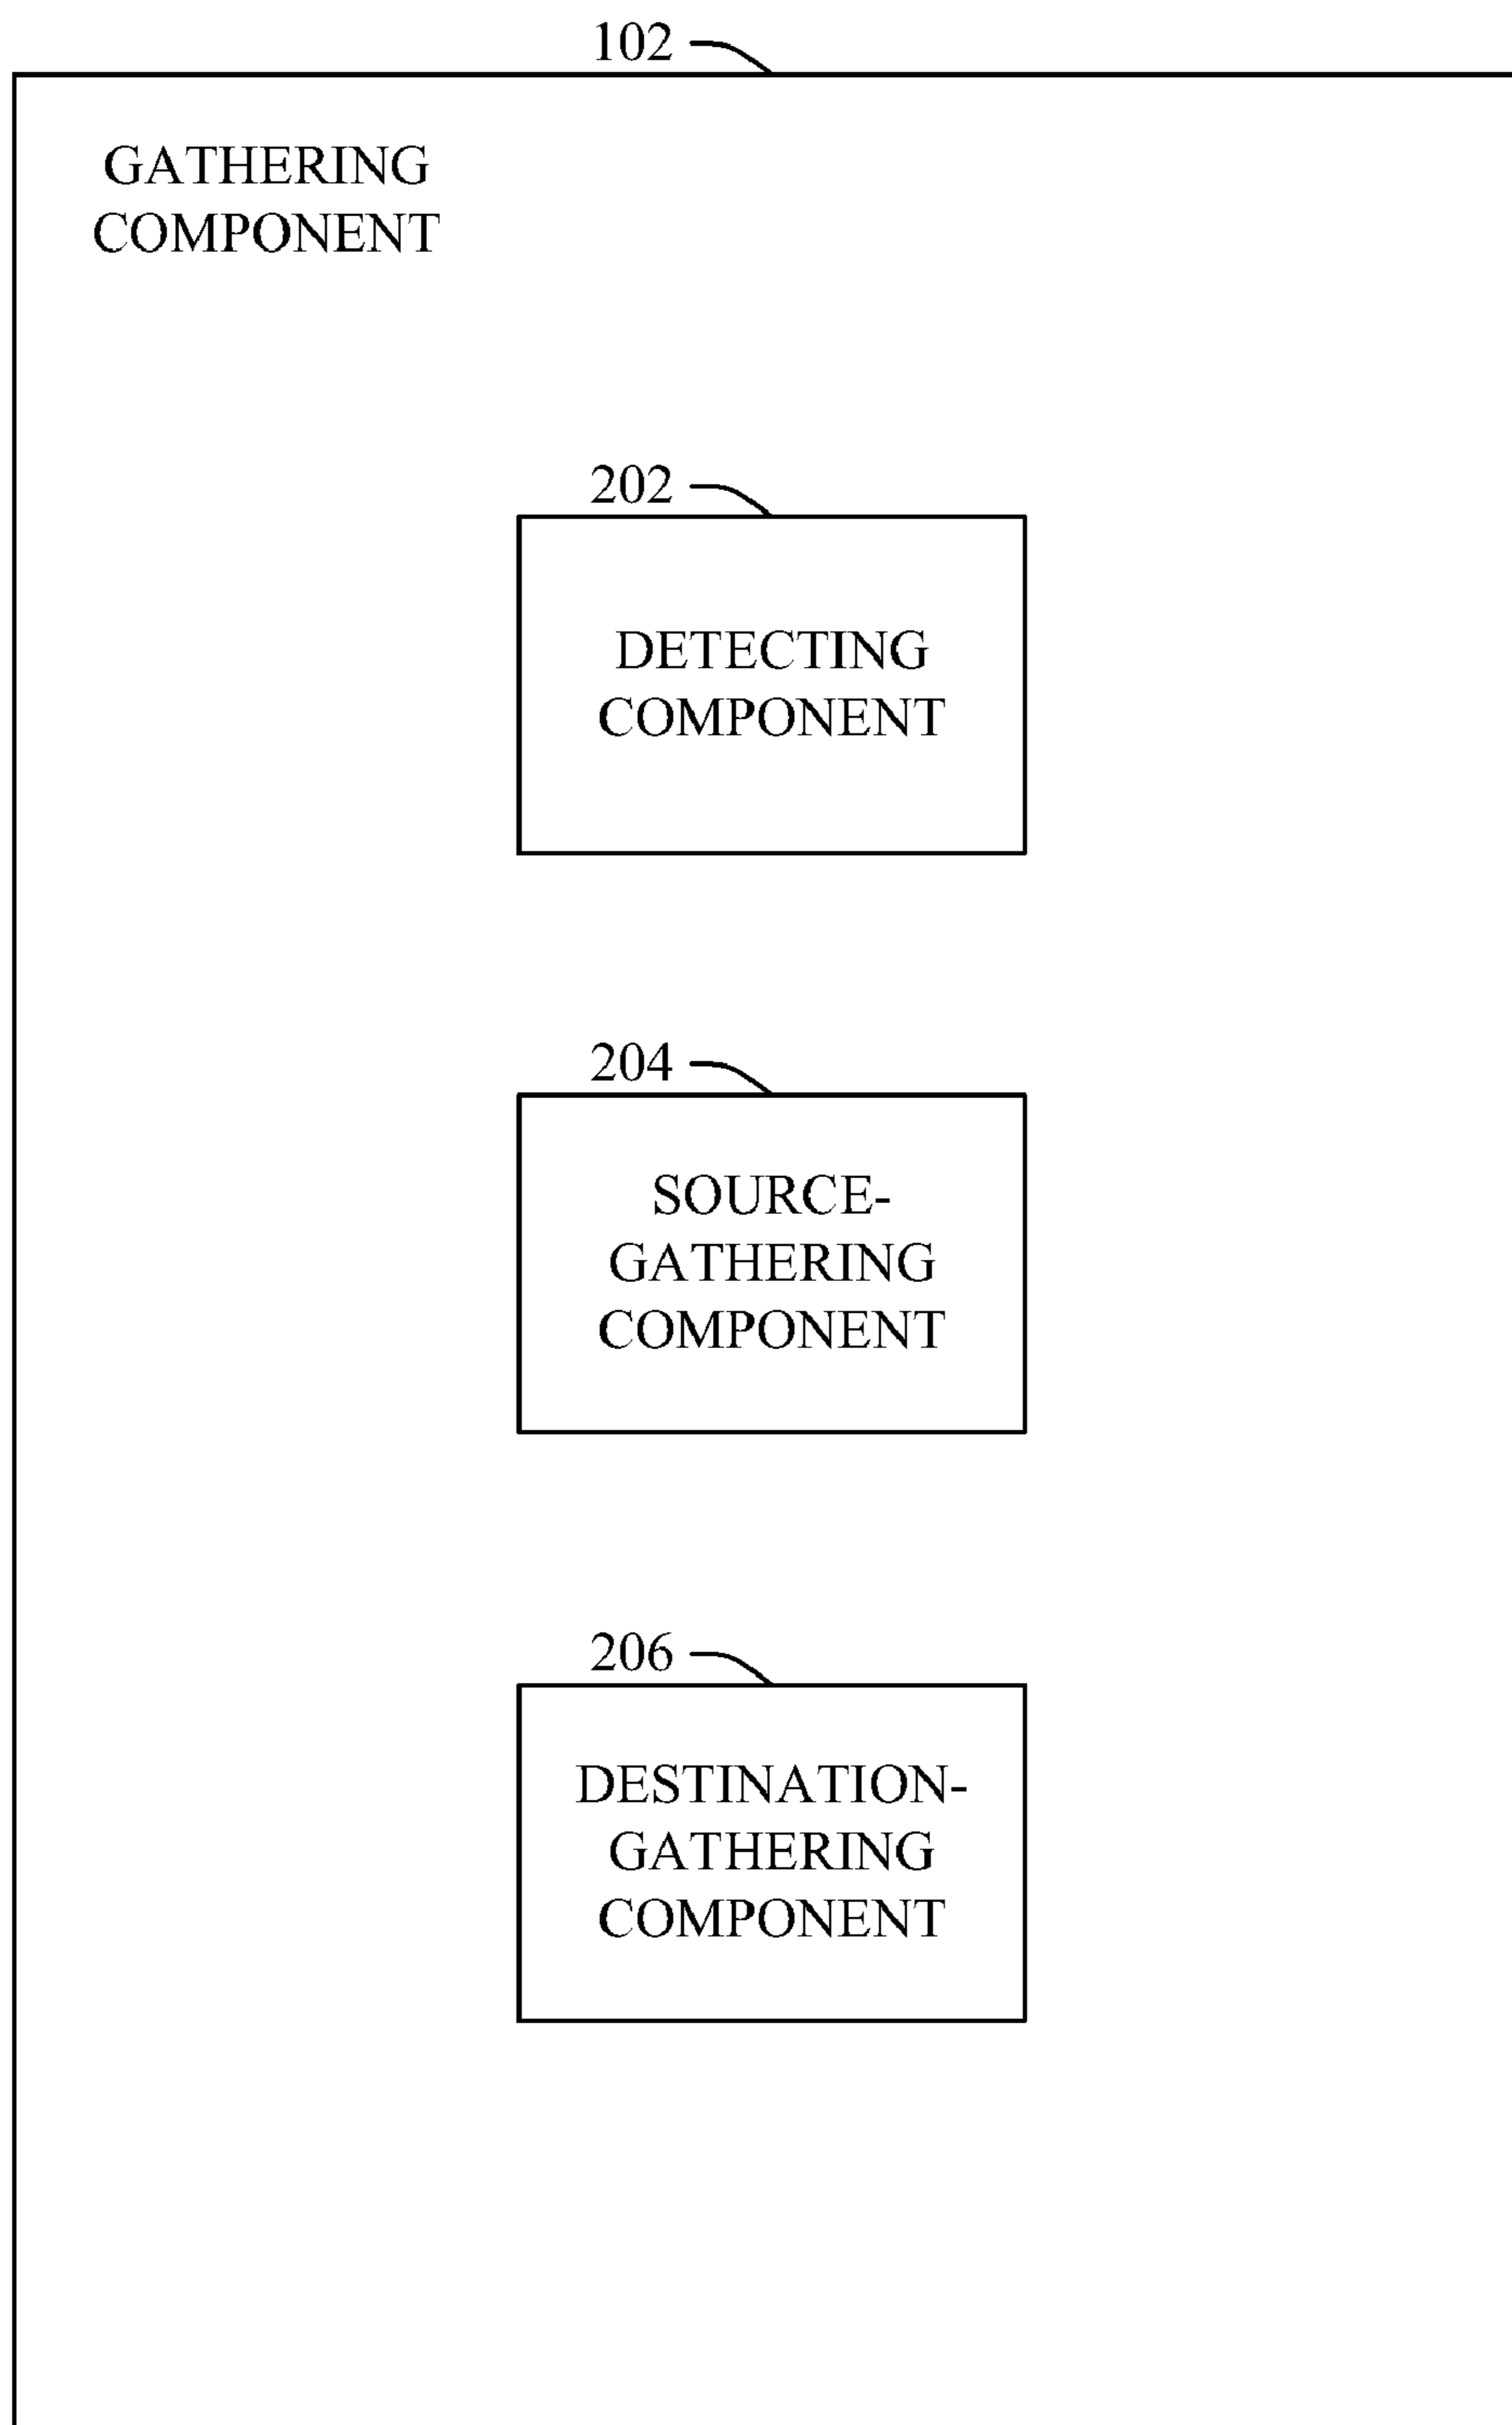 102
GATHERING
COMPONENT
202
DETECTING
COMPONENT
204
SOURCE-
GATHERING
COMPONENT
206
DESTINATION-
GATHERING
COMPONENT